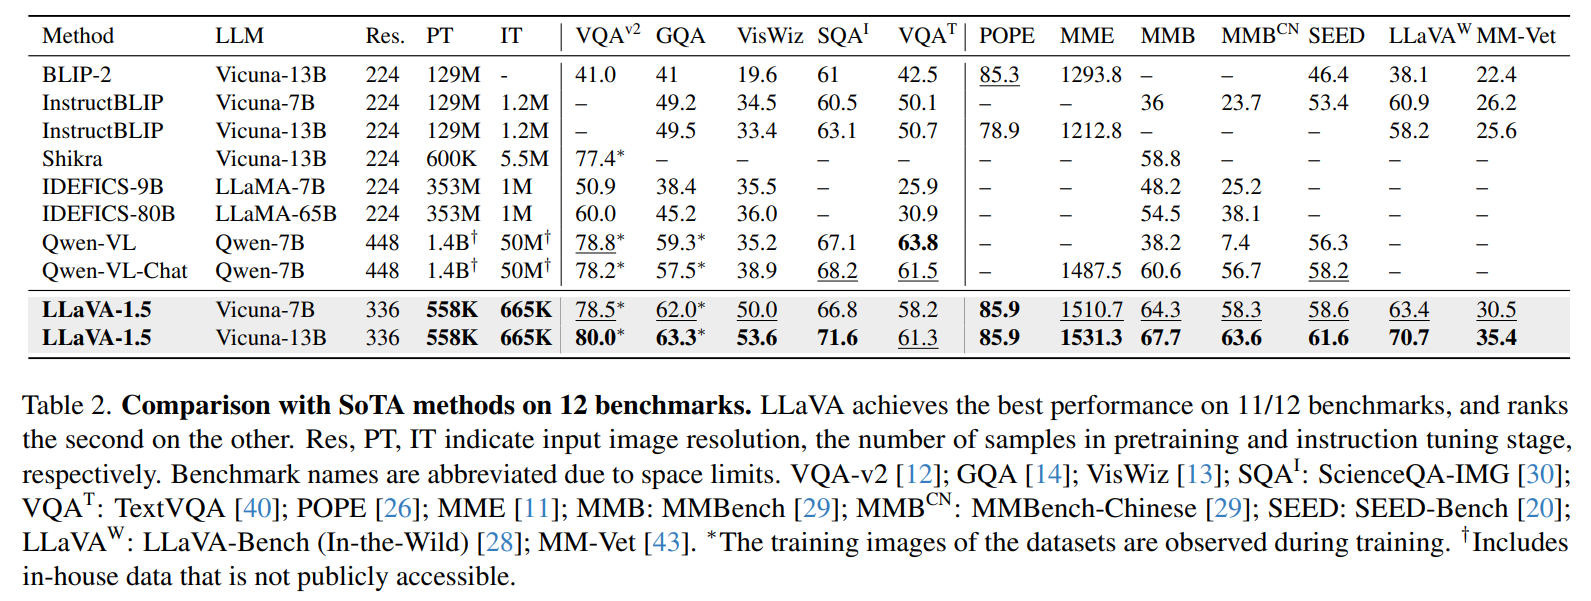 Method LLM Res. PT IT VQAv2 GQA VisWiz SQAI VQAT POPE MME MMB MMBCN SEED LLaVAW MM-Vet
BLIP-2 Vicuna-13B 224 129M - 41.0 41 19.6 61 42.5 85.3 1293.8 – – 46.4 38.1 22.4
InstructBLIP Vicuna-7B 224 129M 1.2M – 49.2 34.5 60.5 50.1 – – 36 23.7 53.4 60.9 26.2
InstructBLIP Vicuna-13B 224 129M 1.2M – 49.5 33.4 63.1 50.7 78.9 1212.8 – – – 58.2 25.6
Shikra Vicuna-13B 224 600K 5.5M 77.4* – – – – – – 58.8 – – – –
IDEFICS-9B LLaMA-7B 224 353M 1M 50.9 38.4 35.5 – 25.9 – – 48.2 25.2 – – –
IDEFICS-80B LLaMA-65B 224 353M 1M 60.0 45.2 36.0 – 30.9 – – 54.5 38.1 – – –
Qwen-VL Qwen-7B 448 1.4B† 50M† 78.8* 59.3* 35.2 67.1 63.8 – – 38.2 7.4 56.3 – –
Qwen-VL-Chat Qwen-7B 448 1.4B† 50M† 78.2* 57.5* 38.9 68.2 61.5 – 1487.5 60.6 56.7 58.2 – –
LLaVA-1.5 Vicuna-7B 336 558K 665K 78.5* 62.0* 50.0 66.8 58.2 85.9 1510.7 64.3 58.3 58.6 63.4 30.5
LLaVA-1.5 Vicuna-13B 336 558K 665K 80.0* 63.3* 53.6 71.6 61.3 85.9 1531.3 67.7 63.6 61.6 70.7 35.4
Table 2. Comparison with SoTA methods on 12 benchmarks. LLaVA achieves the best performance on 11/12 benchmarks, and ranks
the second on the other. Res, PT, IT indicate input image resolution, the number of samples in pretraining and instruction tuning stage,
respectively. Benchmark names are abbreviated due to space limits. VQA-v2 [12]; GQA [14]; VisWiz [13]; SQAI: ScienceQA-IMG [30];
VQAT: TextVQA [40]; POPE [26]; MME [11]; MMB: MMBench [29]; MMBCN: MMBench-Chinese [29]; SEED: SEED-Bench [20];
LLaVAW: LLaVA-Bench (In-the-Wild) [28]; MM-Vet [43]. *The training images of the datasets are observed during training. †Includes
in-house data that is not publicly accessible.